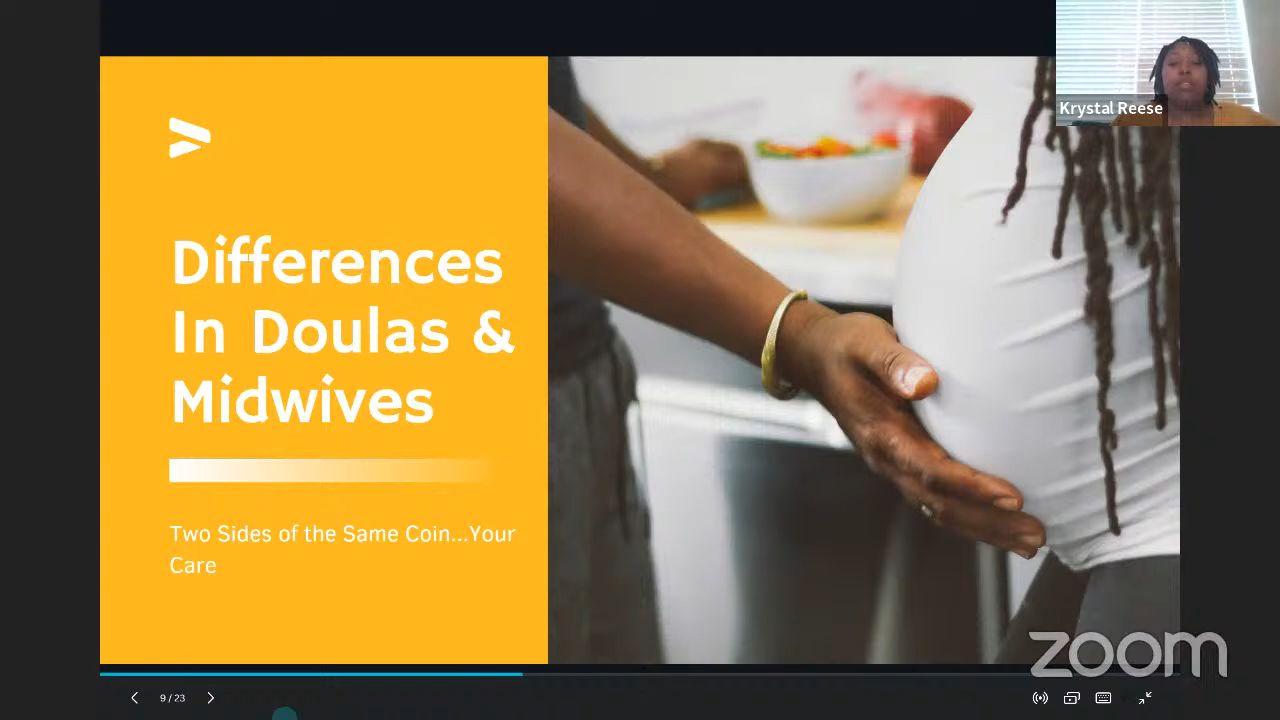 Krystal Reese
Differences
In Doulas &
Midwives
Two Sides of the Same Coin...Your
Care
zoom
9 / 23